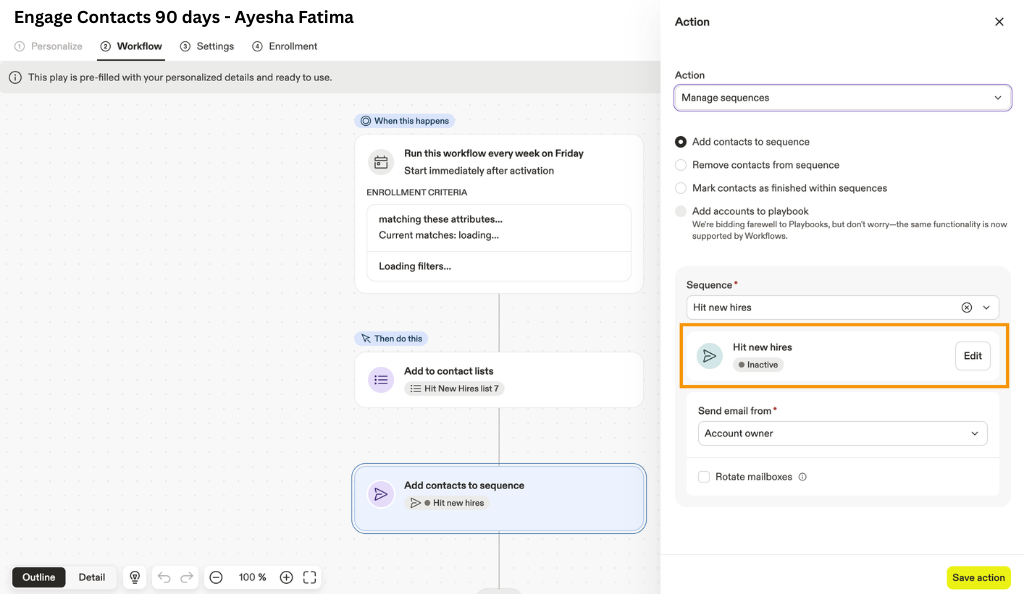 Engage Contacts 90 days - Ayesha Fatima
1 Personalize
2 Workflow
3 Settings
4 Enrollment
This play is pre-filled with your personalized details and ready to use.
When this happens
Run this workflow every week on Friday
Start immediately after activation
ENROLLMENT CRITERIA
matching these attributes...
Current matches: loading...
Loading filters...
Then do this
Add to contact lists
Hit New Hires list 7
Add contacts to sequence
Hit new hires
Outline
Detail
100 %
Action
Action
Manage sequences
Add contacts to sequence
Remove contacts from sequence
Mark contacts as finished within sequences
Add accounts to playbook
We're bidding farewell to Playbooks, but don't worry—the same functionality is now
supported by Workflows.
Sequence*
Hit new hires
Hit new hires
Inactive
Edit
Send email from*
Account owner
Rotate mailboxes
Save action